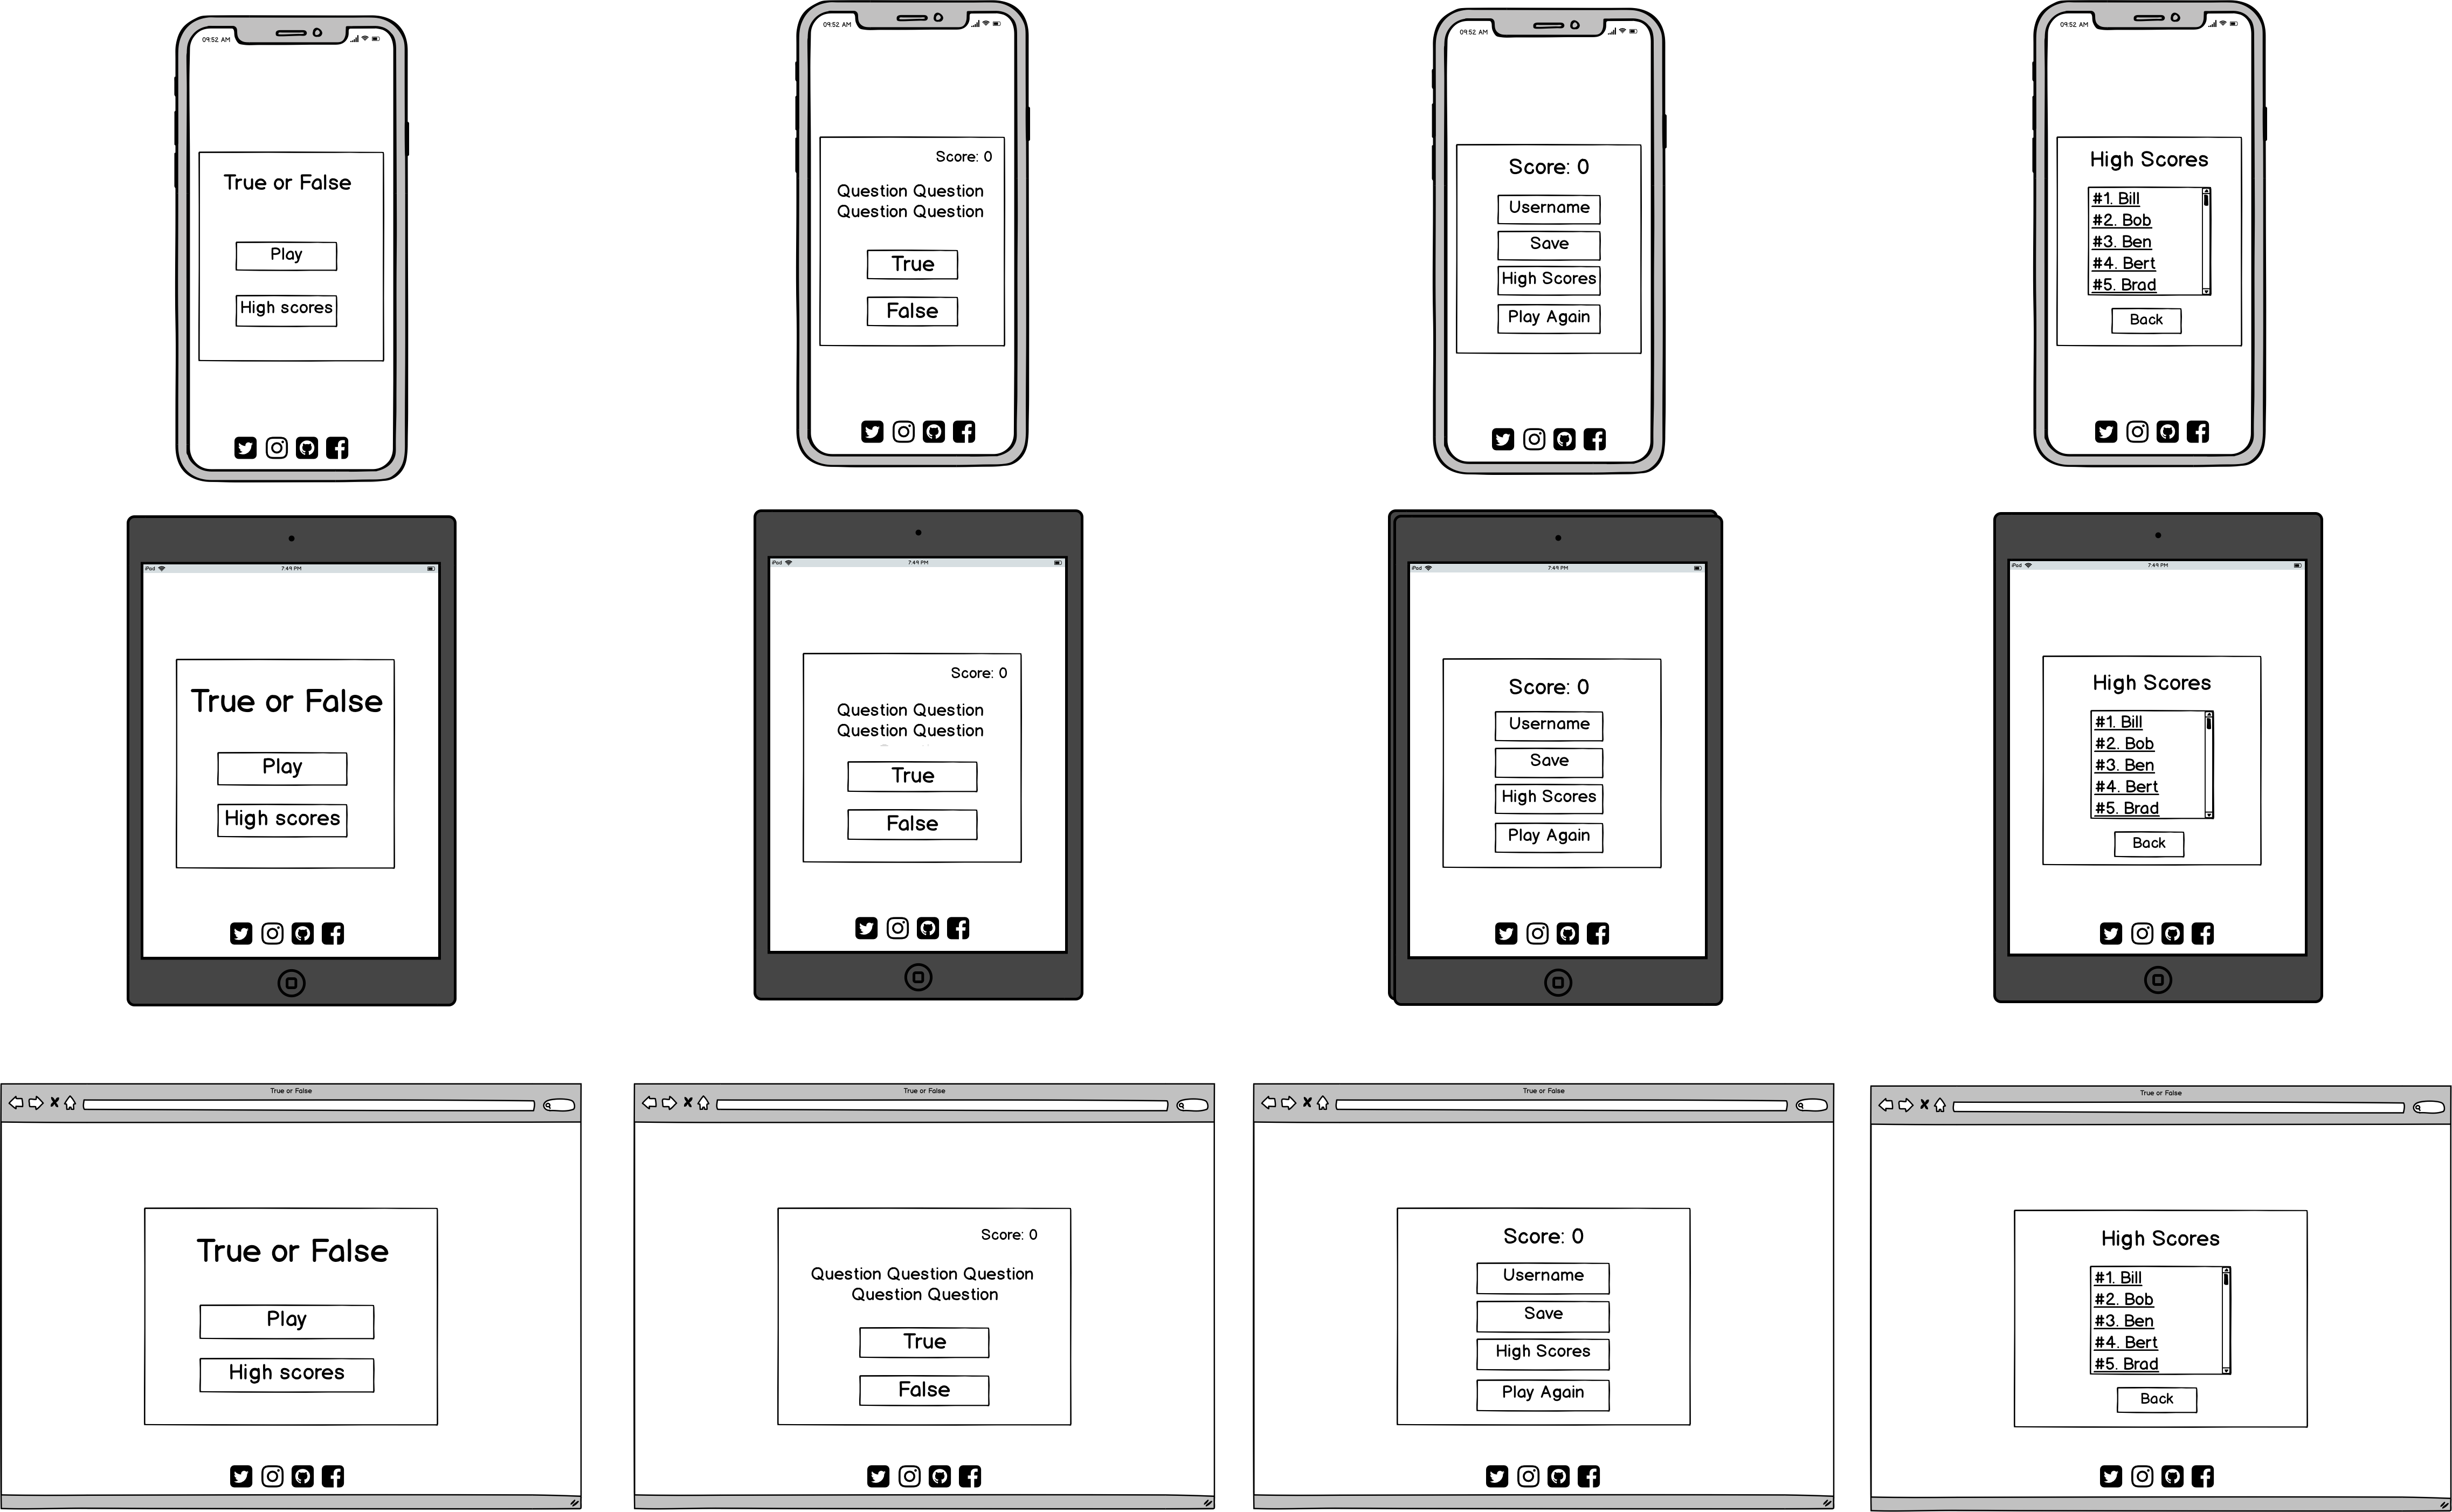 09:52 AM
True or False
Play
High scores
09:52 AM
Score: 0
Question Question
Question Question
True
False
09:52 AM
Score: 0
Username
Save
High Scores
Play Again
09:52 AM
High Scores
#1. Bill
#2. Bob
#3. Ben
#4. Bert
#5. Brad
Back
iPad
7:49 PM
True or False
Play
High scores
iPad
7:49 PM
Score: 0
Question Question
Question Question
True
False
iPad
7:49 PM
Score: 0
Username
Save
High Scores
Play Again
iPad
7:49 PM
High Scores
#1. Bill
#2. Bob
#3. Ben
#4. Bert
#5. Brad
Back
True or False
True or False
Play
High scores
True or False
Score: 0
Question Question Question
Question Question
True
False
True or False
Score: 0
Username
Save
High Scores
Play Again
True or False
High Scores
#1. Bill
#2. Bob
#3. Ben
#4. Bert
#5. Brad
Back